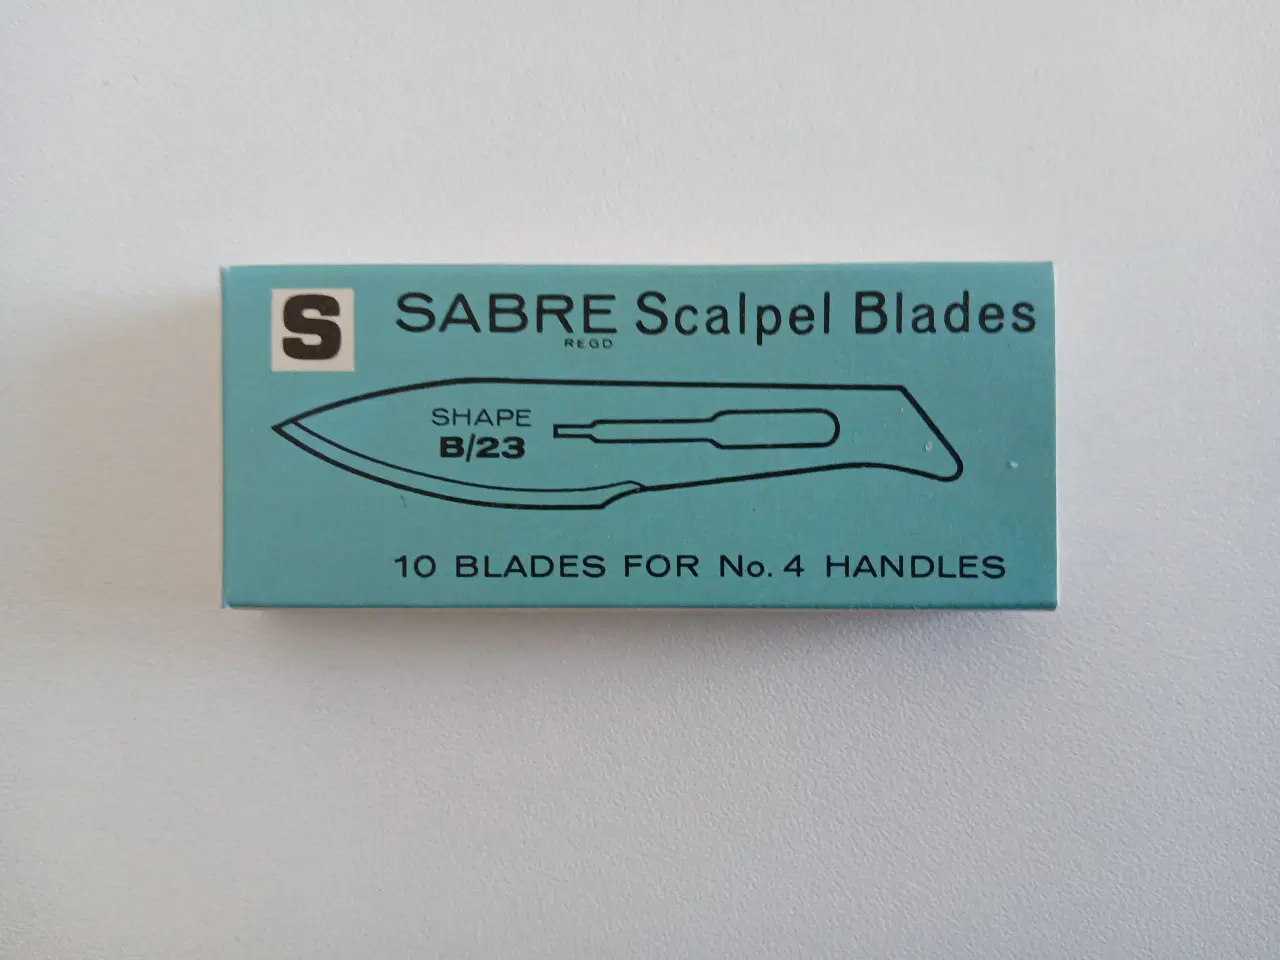 S
SABRE Scalpel Blades
REGD
SHAPE
B/23
10 BLADES FOR No. 4 HANDLES